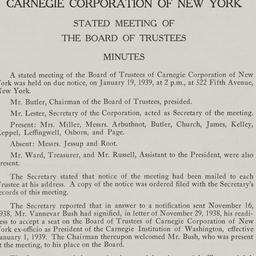 CARNEGIE CORPORATION OF NEW YORK
STATED MEETING OF
THE BOARD OF TRUSTEES
MINUTES
A stated meeting of the Board of Trustees of Carnegie Corporation of New
York was held on due notice, on January 19, 1939, at 2 p.m., at 522 Fifth Avenue,
New York.
Mr. Butler, Chairman of the Board of Trustees, presided.
Mr. Lester, Secretary of the Corporation, acted as Secretary of the meeting.
Present: Mrs. Miller, Messrs. Arbuthnot, Butler, Church, James, Kelley,
Keppel, Leffingwell, Osborn, and Page.
Absent: Messrs. Jessup and Root.
Mr. Ward, Treasurer, and Mr. Russell, Assistant to the President, were also
present.
The Secretary stated that notice of the meeting had been mailed to each
Trustee at his address. A copy of the notice was ordered filed with the Secretary's
records of this meeting.
The Secretary reported that in answer to a notification sent November 16,
1938, Mr. Vannevar Bush had signified, in letter of November 29, 1938, his readi-
ness to accept a seat on the Board of Trustees of Carnegie Corporation of New
York ex-officio as President of the Carnegie Institution of Washington, effective
January 1, 1939. The Chairman thereupon welcomed Mr. Bush, who was present
at the meeting, to his place on the Board.